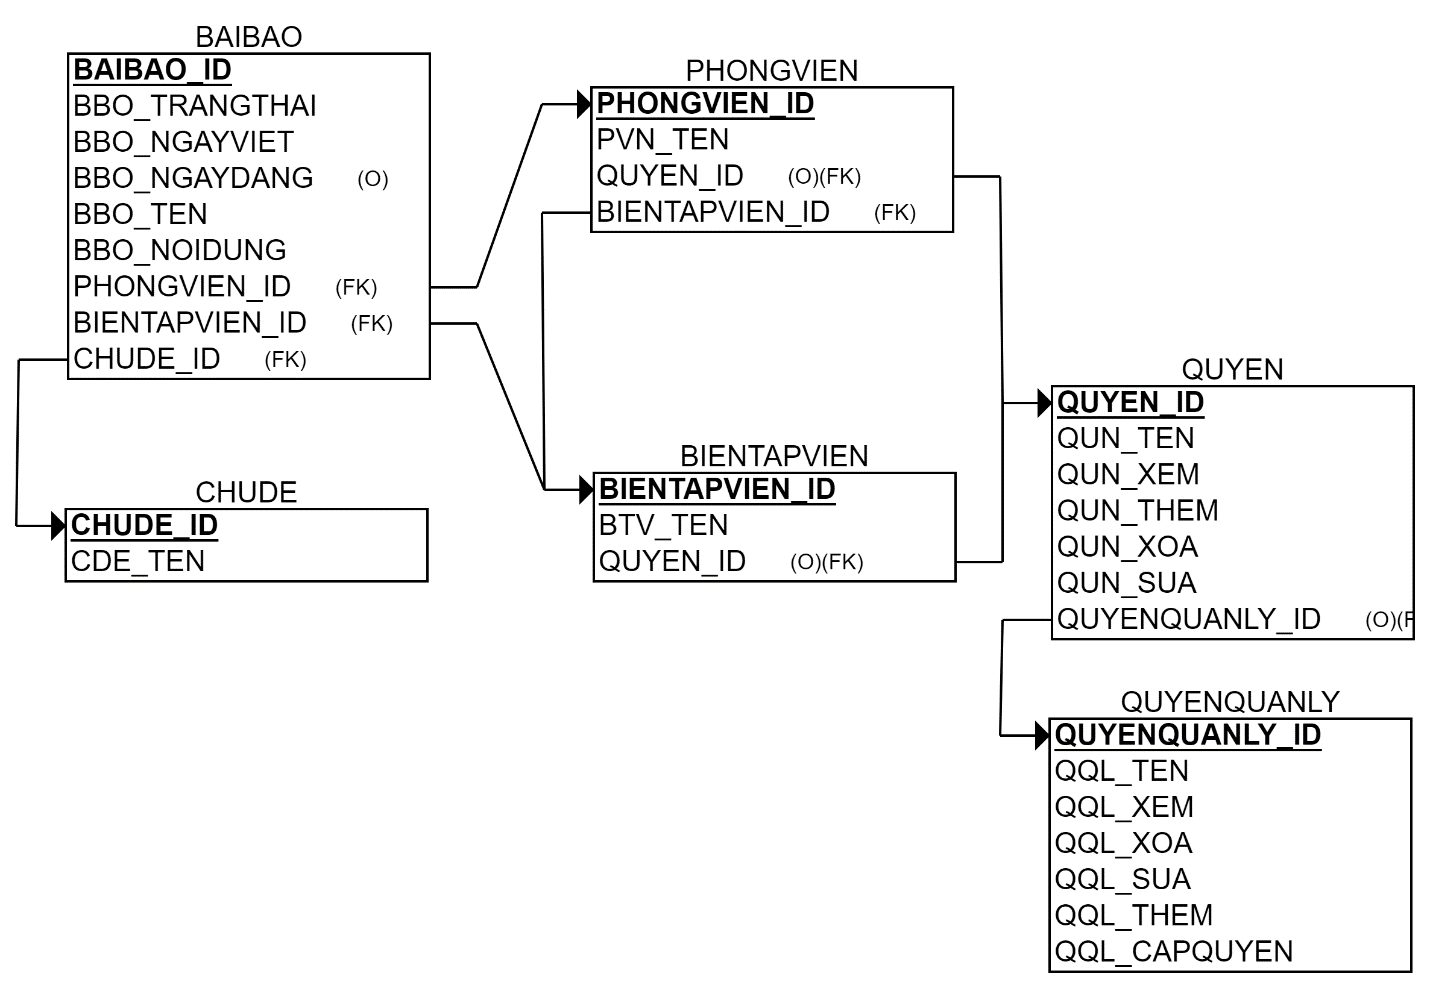 BAIBAO
BAIBAO_ID
BBO_TRANGTHAI
BBO_NGAYVIET
BBO_NGAYDANG (O)
BBO_TEN
BBO_NOIDUNG
PHONGVIEN_ID (FK)
BIENTAPVIEN_ID (FK)
CHUDE_ID (FK)
CHUDE
CHUDE_ID
CDE_TEN
PHONGVIEN
PHONGVIEN_ID
PVN_TEN
QUYEN_ID (O)(FK)
BIENTAPVIEN_ID (FK)
BIENTAPVIEN
BIENTAPVIEN_ID
BTV_TEN
QUYEN_ID (O)(FK)
QUYEN
QUYEN_ID
QUN_TEN
QUN_XEM
QUN_THEM
QUN_XOA
QUN_SUA
QUYENQUANLY_ID (O)(F
QUYENQUANLY
QUYENQUANLY_ID
QQL_TEN
QQL_XEM
QQL_XOA
QQL_SUA
QQL_THEM
QQL_CAPQUYEN